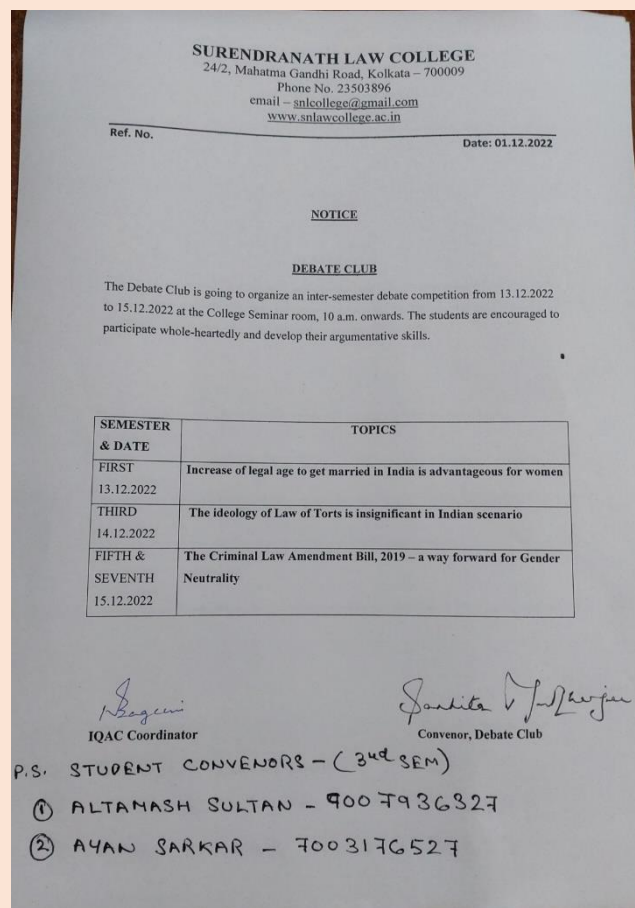 SURENDRANATH LAW COLLEGE
24/2, Mahatma Gandhi Road, Kolkata – 700009
Phone No. 23503896
email – snlcollege@gmail.com
www.snlawcollege.ac.in
Ref. No.
Date: 01.12.2022
NOTICE
DEBATE CLUB
The Debate Club is going to organize an inter-semester debate competition from 13.12.2022
to 15.12.2022 at the College Seminar room, 10 a.m. onwards. The students are encouraged to
participate whole-heartedly and develop their argumentative skills.
SEMESTER
& DATE
TOPICS
FIRST
13.12.2022
Increase of legal age to get married in India is advantageous for women
THIRD
14.12.2022
The ideology of Law of Torts is insignificant in Indian scenario
FIFTH &
SEVENTH
15.12.2022
The Criminal Law Amendment Bill, 2019 – a way forward for Gender
Neutrality
IQAC Coordinator
Convenor, Debate Club
P.S. STUDENT CONVENORS – (3rd SEM)
① ALTAMASH SULTAN – 9007936327
② AYAN SARKAR – 7003176527